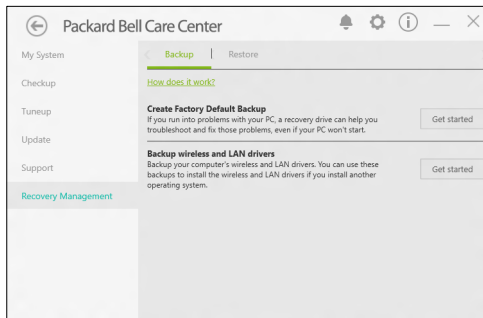 Packard Bell Care Center
My System
Backup
Restore
Checkup
How does it work?
Tuneup
Create Factory Default Backup
If you run into problems with your PC, a recovery drive can help you
troubleshoot and fix those problems, even if your PC won't start.
Get started
Update
Backup wireless and LAN drivers
Backup your computer's wireless and LAN drivers. You can use these
backups to install the wireless and LAN drivers if you install another
operating system.
Get started
Support
Recovery Management